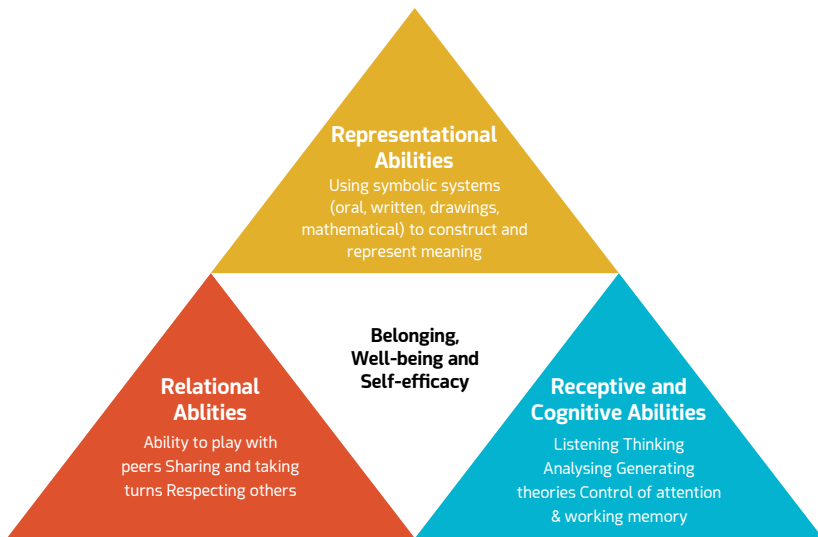 Representational
Abilities
Using symbolic systems
(oral, written, drawings,
mathematical) to construct and
represent meaning
Belonging,
Well-being and
Self-efficacy
Relational
Ablities
Ability to play with
peers Sharing and taking
turns Respecting others
Receptive and
Cognitive Abilities
Listening Thinking
Analysing Generating
theories Control of attention
& working memory